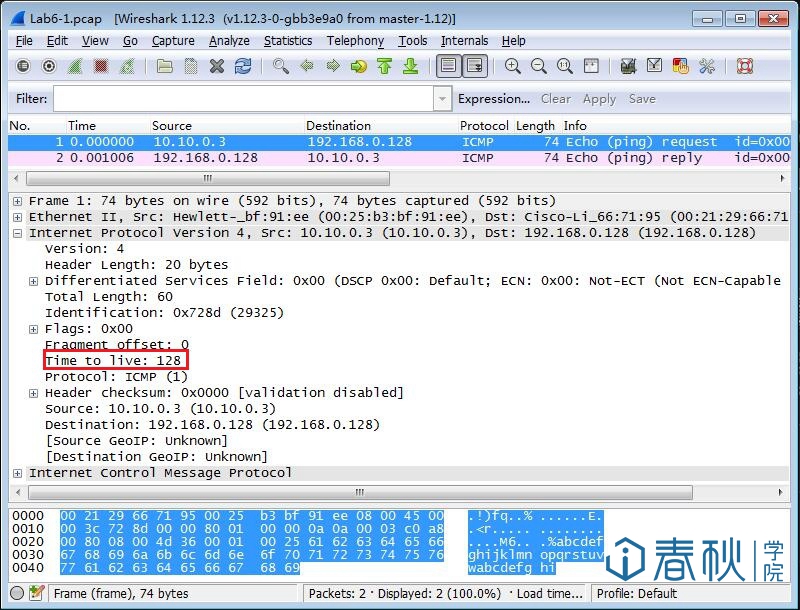 Lab6-1.pcap [Wireshark 1.12.3 (v1.12.3-0-gbb3e9a0 from master-1.12)]
File Edit View Go Capture Analyze Statistics Telephony Tools Internals Help
Filter: Expression... Clear Apply Save
No. Time Source Destination Protocol Length Info
1 0.000000 10.10.0.3 192.168.0.128 ICMP 74 Echo (ping) request id=0x00
2 0.001006 192.168.0.128 10.10.0.3 ICMP 74 Echo (ping) reply id=0x00
Frame 1: 74 bytes on wire (592 bits), 74 bytes captured (592 bits)
Ethernet II, Src: Hewlett-_bf:91:ee (00:25:b3:bf:91:ee), Dst: Cisco-Li_66:71:95 (00:21:29:66:71
Internet Protocol Version 4, Src: 10.10.0.3 (10.10.0.3), Dst: 192.168.0.128 (192.168.0.128)
Version: 4
Header Length: 20 bytes
Differentiated Services Field: 0x00 (DSCP 0x00: Default; ECN: 0x00: Not-ECT (Not ECN-Capable
Total Length: 60
Identification: 0x728d (29325)
Flags: 0x00
Fragment offset: 0
Time to live: 128
Protocol: ICMP (1)
Header checksum: 0x0000 [validation disabled]
Source: 10.10.0.3 (10.10.0.3)
Destination: 192.168.0.128 (192.168.0.128)
[Source GeoIP: Unknown]
[Destination GeoIP: Unknown]
Internet Control Message Protocol
0000 00 21 29 66 71 95 00 25 b3 bf 91 ee 08 00 45 00 .!)fq..% ......E.
0010 00 3c 72 8d 00 00 80 01 00 00 0a 0a 00 03 c0 a8 .<r..... ........
0020 00 80 08 00 4d 36 00 01 00 25 61 62 63 64 65 66 ....M6.. .%abcdef
0030 67 68 69 6a 6b 6c 6d 6e 6f 70 71 72 73 74 75 76 ghijklmn opqrstuv
0040 77 61 62 63 64 65 66 67 68 69 wabcdefg hi
春秋 学院
Frame (frame), 74 bytes Packets: 2 · Displayed: 2 (100.0%) · Load time... Profile: Default